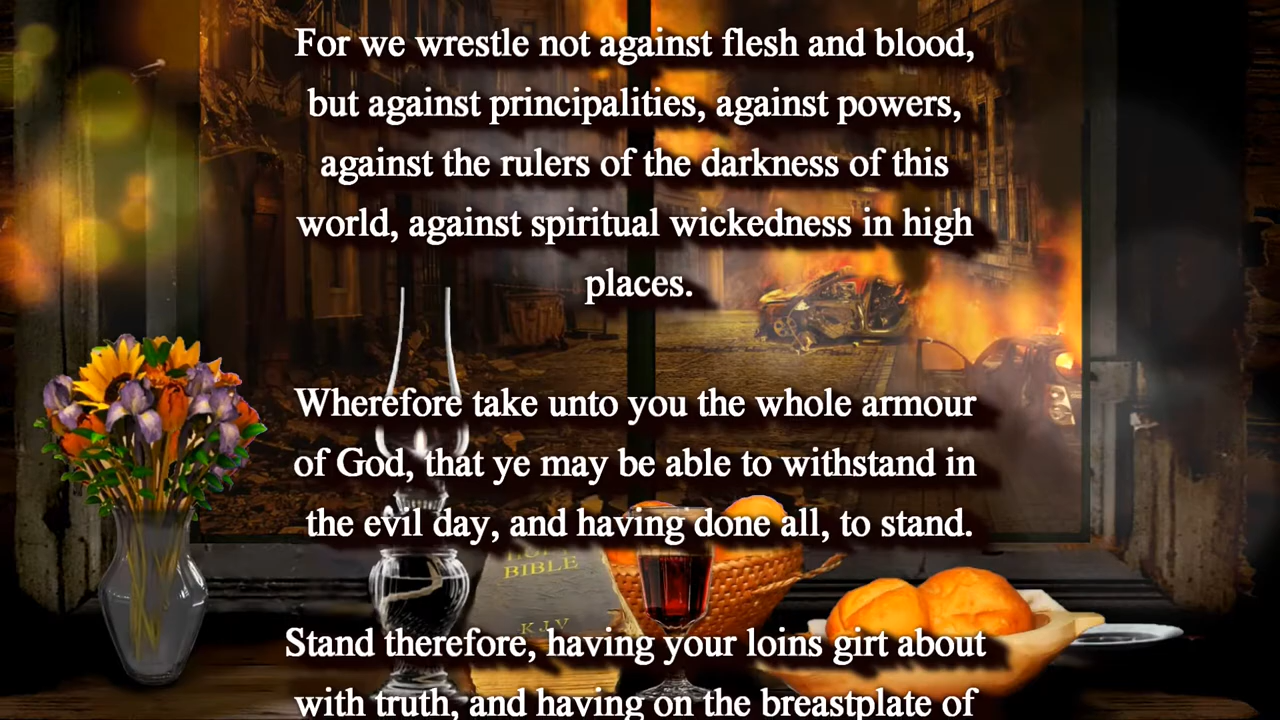 For we wrestle not against flesh and blood,
but against principalities, against powers,
against the rulers of the darkness of this
world, against spiritual wickedness in high
places.
Wherefore take unto you the whole armour
of God, that ye may be able to withstand in
the evil day, and having done all, to stand.
BIBLE
KJV
Stand therefore, having your loins girt about
with truth, and having on the breastplate of